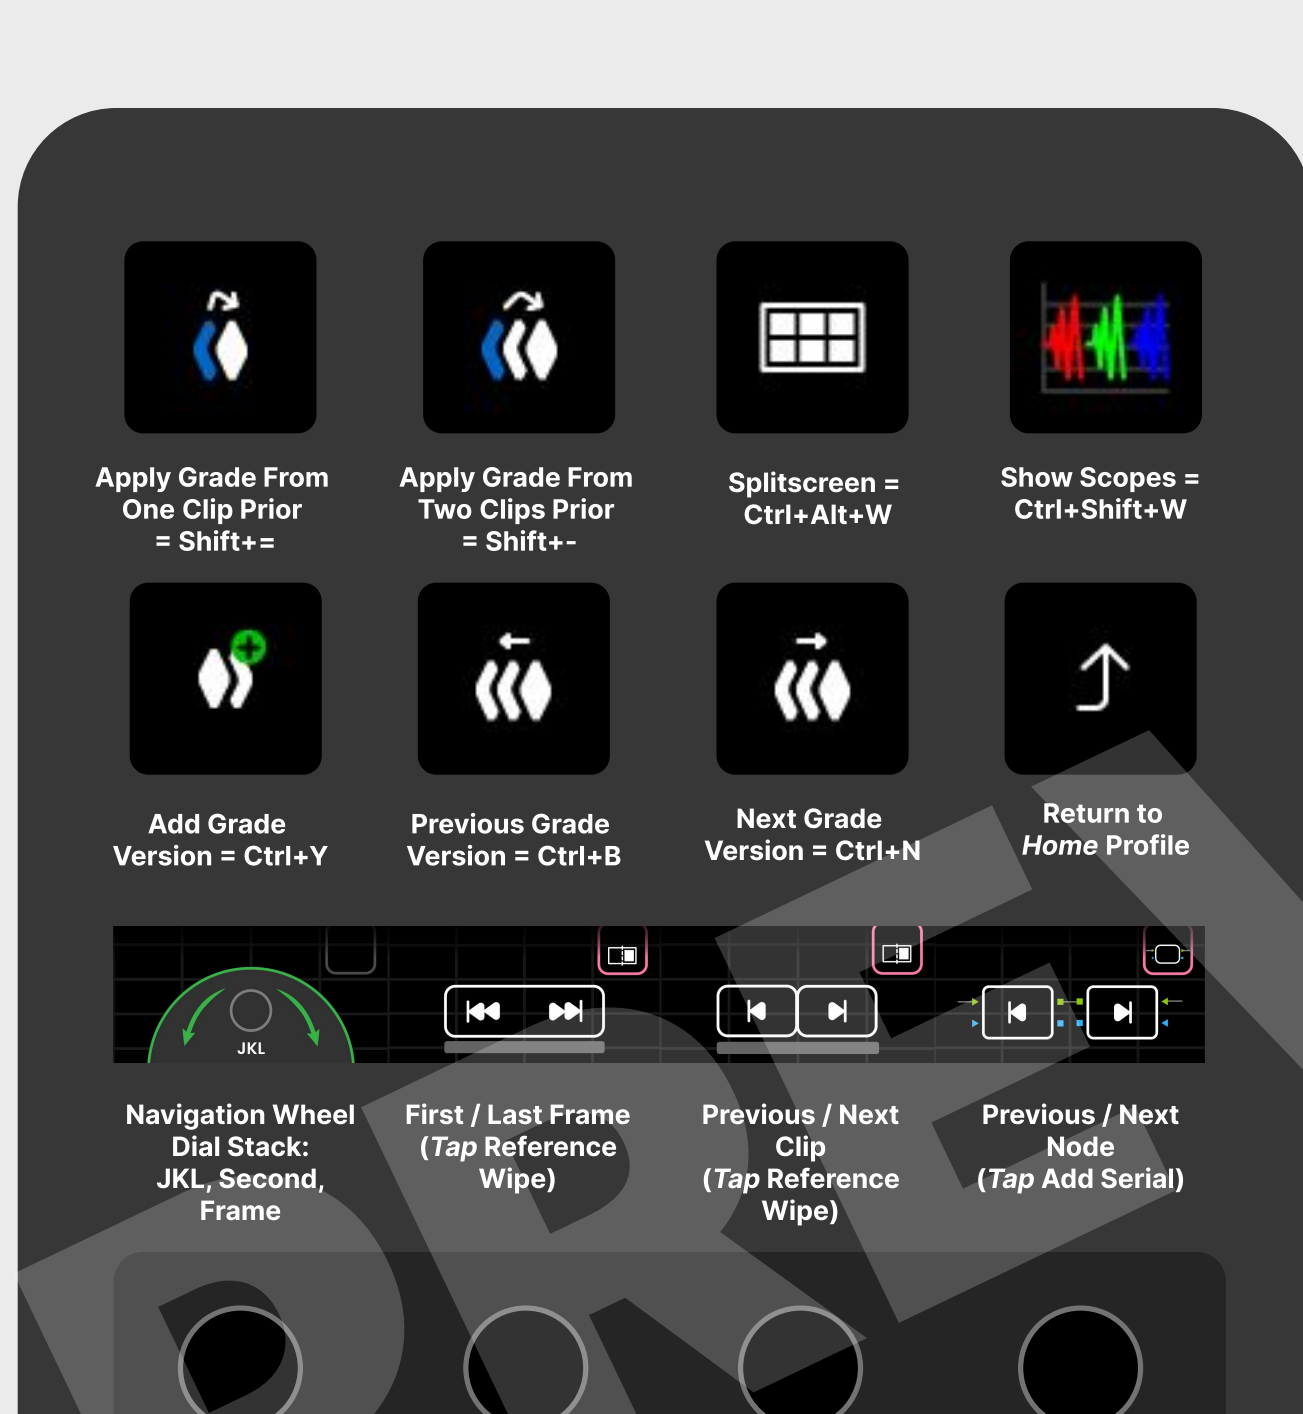 Apply Grade From
One Clip Prior
= Shift+=
Apply Grade From
Two Clips Prior
= Shift+-
Splitscreen =
Ctrl+Alt+W
Show Scopes =
Ctrl+Shift+W
Add Grade
Version = Ctrl+Y
Previous Grade
Version = Ctrl+B
Next Grade
Version = Ctrl+N
Return to
Home Profile
JKL
Navigation Wheel
Dial Stack:
JKL, Second,
Frame
First / Last Frame
(Tap Reference
Wipe)
Previous / Next
Clip
(Tap Reference
Wipe)
Previous / Next
Node
(Tap Add Serial)